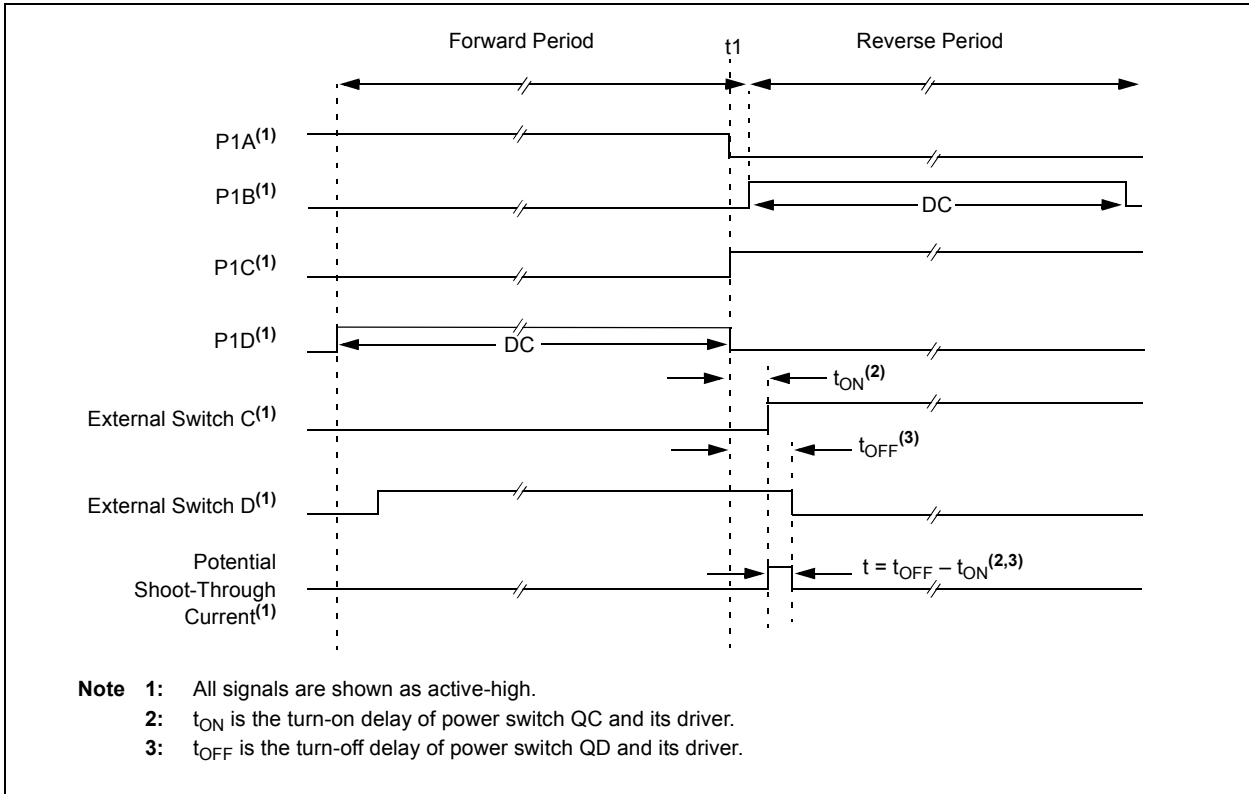 Forward Period
t1
Reverse Period
P1A(1)
P1B(1)
DC
P1C(1)
P1D(1)
DC
tON(2)
External Switch C(1)
tOFF(3)
External Switch D(1)
Potential
Shoot-Through
Current(1)
t = tOFF – tON(2,3)
Note 1: All signals are shown as active-high.
2: tON is the turn-on delay of power switch QC and its driver.
3: tOFF is the turn-off delay of power switch QD and its driver.